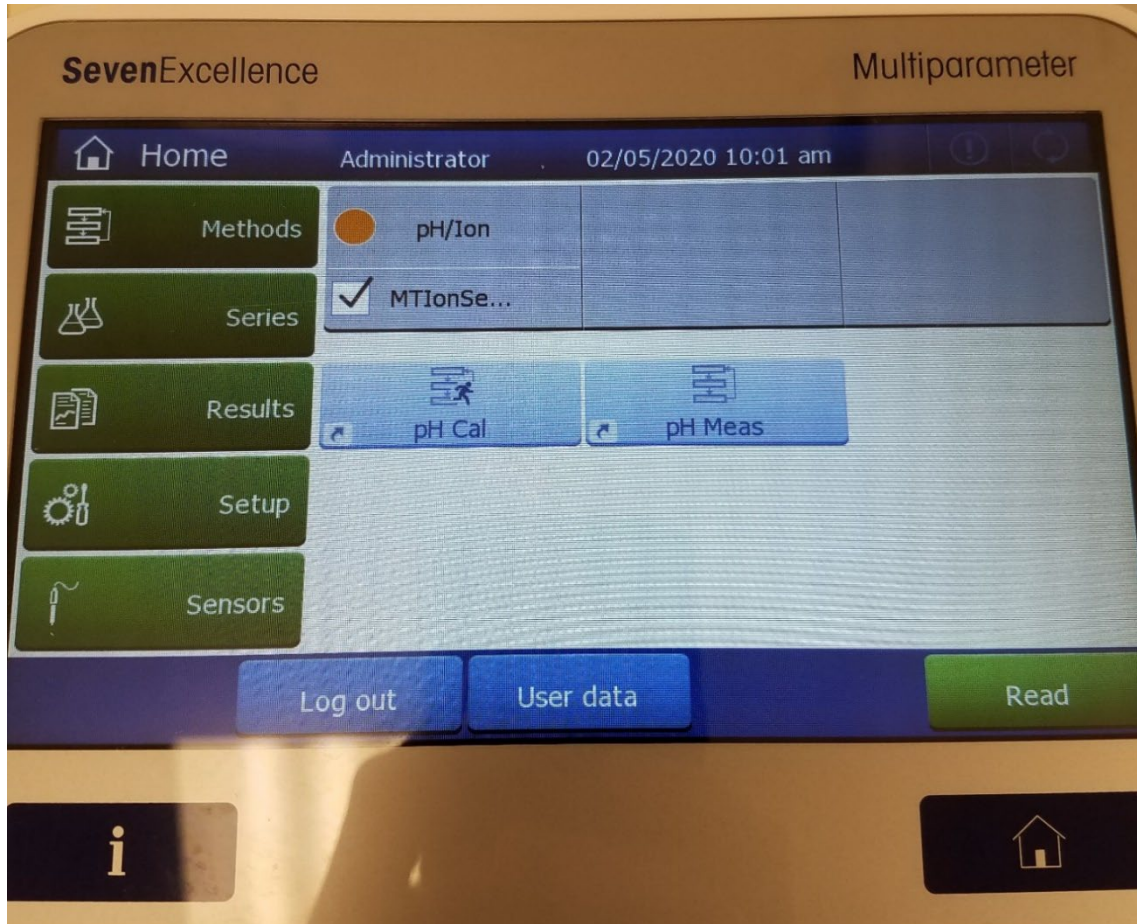 SevenExcellence
Multiparameter
Home
Administrator
02/05/2020 10:01 am
Methods
pH/Ion
Series
MTIonSe...
Results
pH Cal
pH Meas
Setup
Sensors
Log out
User data
Read
i